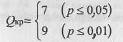 Qкр = { 7 (p ≤ 0,05)
9 (p ≤ 0,01)